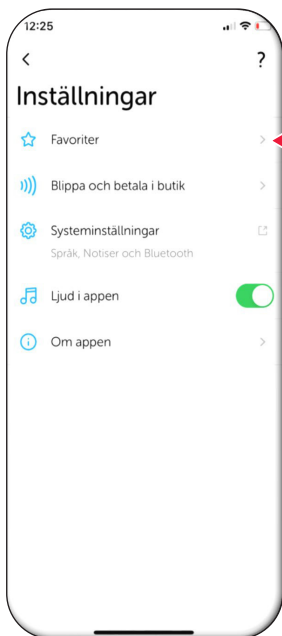 12:25
?
Inställningar
Favoriter
Blippa och betala i butik
Systeminställningar
Språk, Notiser och Bluetooth
Ljud i appen
Om appen